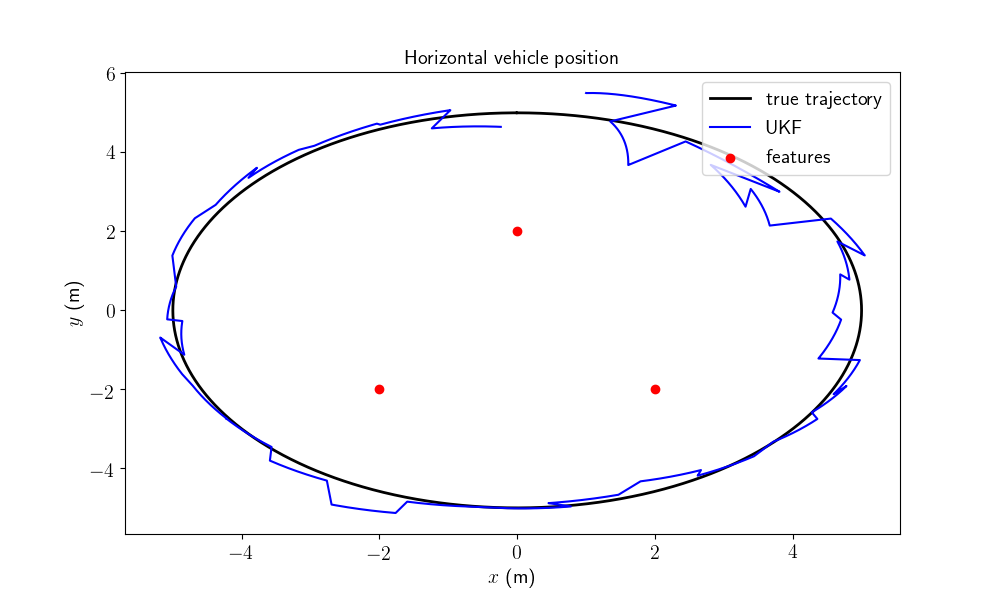 Horizontal vehicle position
true trajectory
UKF
features
6
4
2
0
−2
−4
y (m)
−4
−2
0
2
4
x (m)